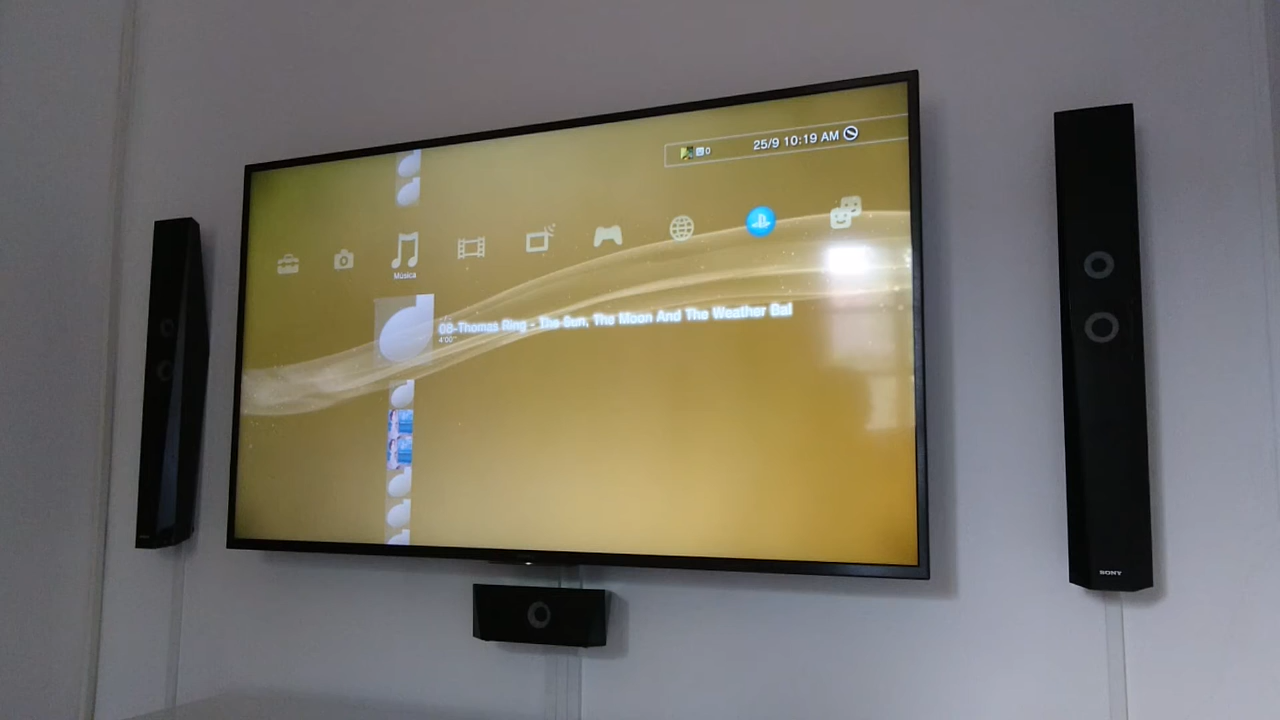 0
25/9 10:19 AM
Música
08-Thomas Ring - The Sun, The Moon And The Weather Bal
4'00"
SONY